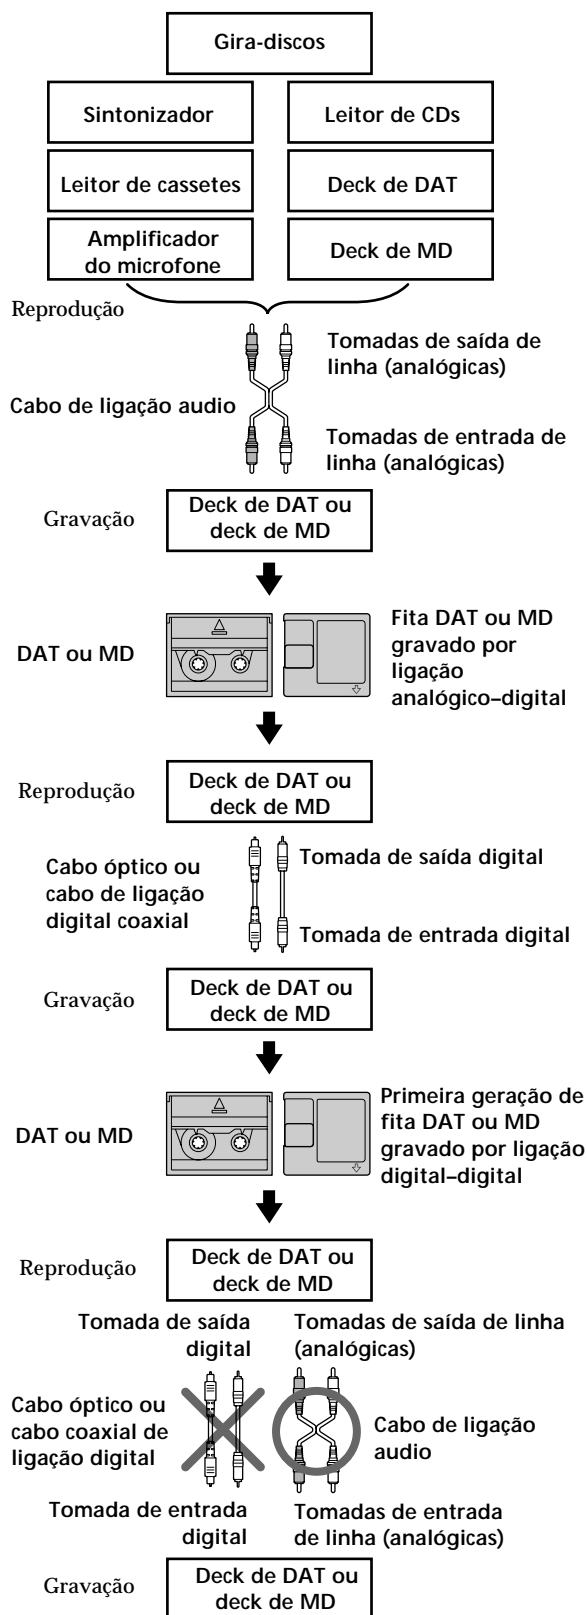 Gira-discos
Sintonizador
Leitor de CDs
Leitor de cassetes
Deck de DAT
Amplificador
do microfone
Deck de MD
Reprodução
Tomadas de saída de
linha (analógicas)
Cabo de ligação audio
Tomadas de entrada de
linha (analógicas)
Gravação
Deck de DAT ou
deck de MD
DAT ou MD
Fita DAT ou MD
gravado por
ligação
analógico–digital
Reprodução
Deck de DAT ou
deck de MD
Cabo óptico ou
cabo de ligação
digital coaxial
Tomada de saída digital
Tomada de entrada digital
Gravação
Deck de DAT ou
deck de MD
DAT ou MD
Primeira geração de
fita DAT ou MD
gravado por ligação
digital–digital
Reprodução
Deck de DAT ou
deck de MD
Tomada de saída
digital
Tomadas de saída de linha
(analógicas)
Cabo óptico ou
cabo coaxial de
ligação digital
Cabo de ligação
audio
Tomada de entrada
digital
Tomadas de entrada
de linha (analógicas)
Gravação
Deck de DAT ou
deck de MD